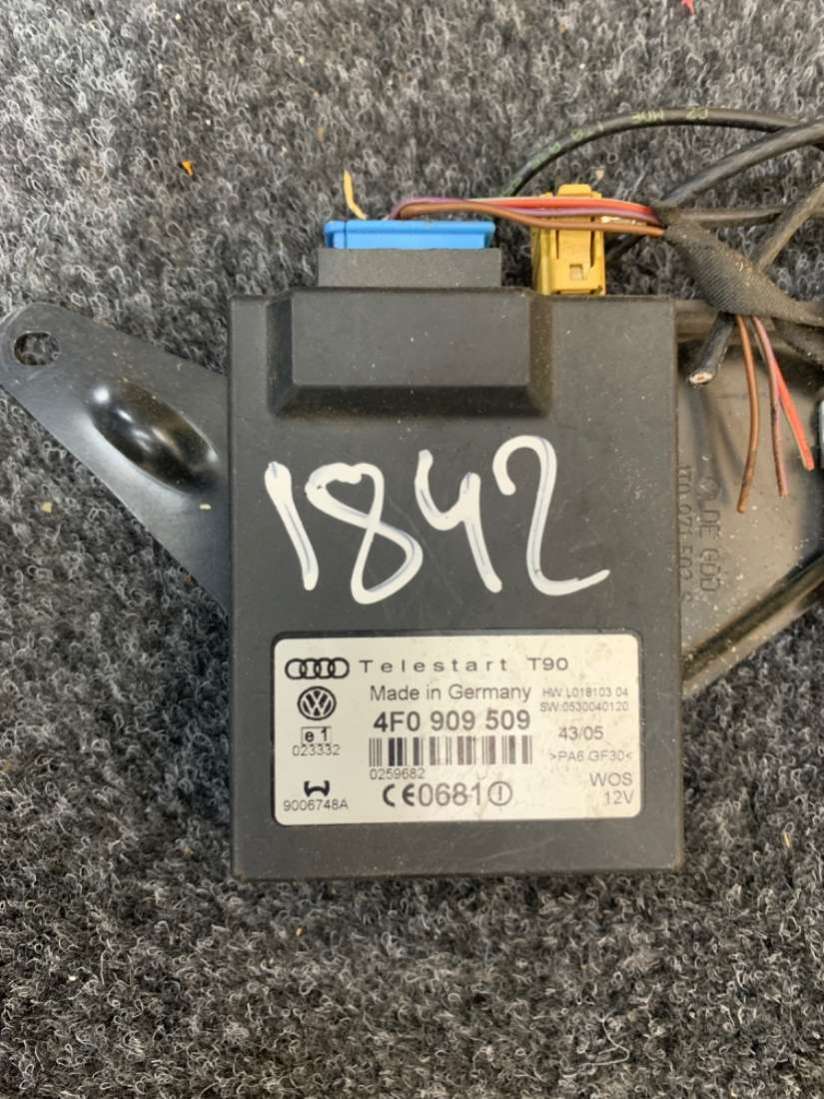 1842
Telestart T90
Made in Germany
HW:L018103 04
SW:0530040120
4F0 909 509
43/05
e1
023332
>PA6 GF30<
0259682
9006748A
CE0681
WOS
12V